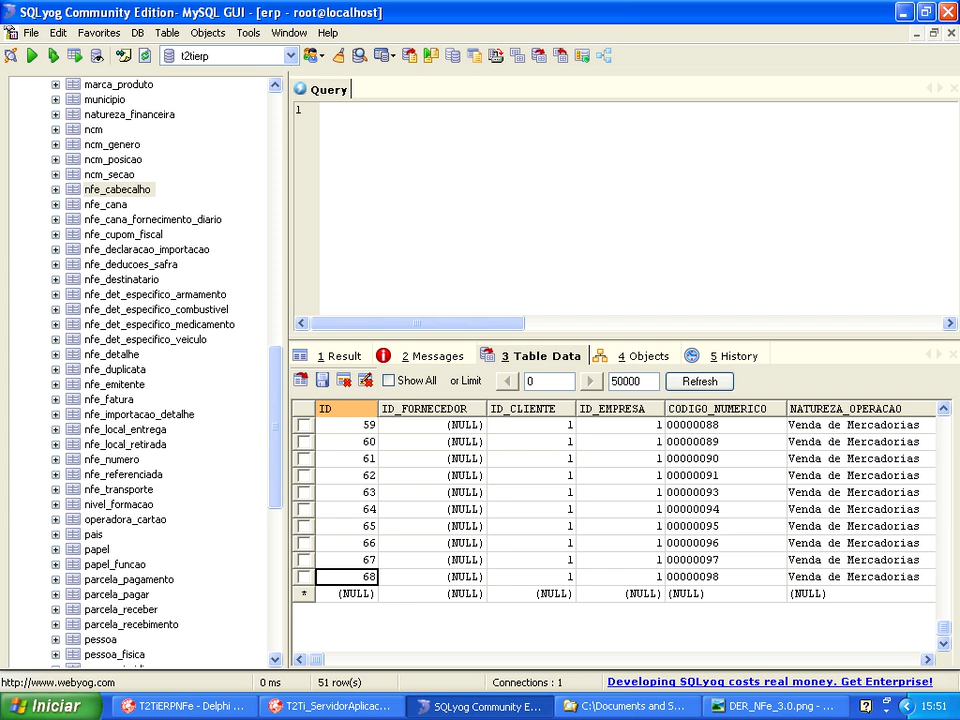 SQLyog Community Edition- MySQL GUI - [erp - root@localhost]
File Edit Favorites DB Table Objects Tools Window Help
t2tierp
marca_produto
municipio
natureza_financeira
ncm
ncm_genero
ncm_posicao
ncm_secao
nfe_cabecalho
nfe_cana
nfe_cana_fornecimento_diario
nfe_cupom_fiscal
nfe_declaracao_importacao
nfe_deducoes_safra
nfe_destinatario
nfe_det_especifico_armamento
nfe_det_especifico_combustivel
nfe_det_especifico_medicamento
nfe_det_especifico_veiculo
nfe_detalhe
nfe_duplicata
nfe_emitente
nfe_fatura
nfe_importacao_detalhe
nfe_local_entrega
nfe_local_retirada
nfe_numero
nfe_referenciada
nfe_transporte
nivel_formacao
operadora_cartao
pais
papel
papel_funcao
parcela_pagamento
parcela_pagar
parcela_receber
parcela_recebimento
pessoa
pessoa_fisica
Query
1
1 Result 2 Messages 3 Table Data 4 Objects 5 History
Show All or Limit 0 50000 Refresh
ID ID_FORNECEDOR ID_CLIENTE ID_EMPRESA CODIGO_NUMERICO NATUREZA_OPERACAO
59 (NULL) 1 1 00000088 Venda de Mercadorias
60 (NULL) 1 1 00000089 Venda de Mercadorias
61 (NULL) 1 1 00000090 Venda de Mercadorias
62 (NULL) 1 1 00000091 Venda de Mercadorias
63 (NULL) 1 1 00000093 Venda de Mercadorias
64 (NULL) 1 1 00000094 Venda de Mercadorias
65 (NULL) 1 1 00000095 Venda de Mercadorias
66 (NULL) 1 1 00000096 Venda de Mercadorias
67 (NULL) 1 1 00000097 Venda de Mercadorias
68 (NULL) 1 1 00000098 Venda de Mercadorias
* (NULL) (NULL) (NULL) (NULL) (NULL) (NULL)
http://www.webyog.com 0 ms 51 row(s) Connections : 1 Developing SQLyog costs real money. Get Enterprise!
Iniciar T2TiERPNFe - Delphi ... T2Ti_ServidorAplicac... SQLyog Community E... C:\Documents and S... DER_NFe_3.0.png - ... 15:51